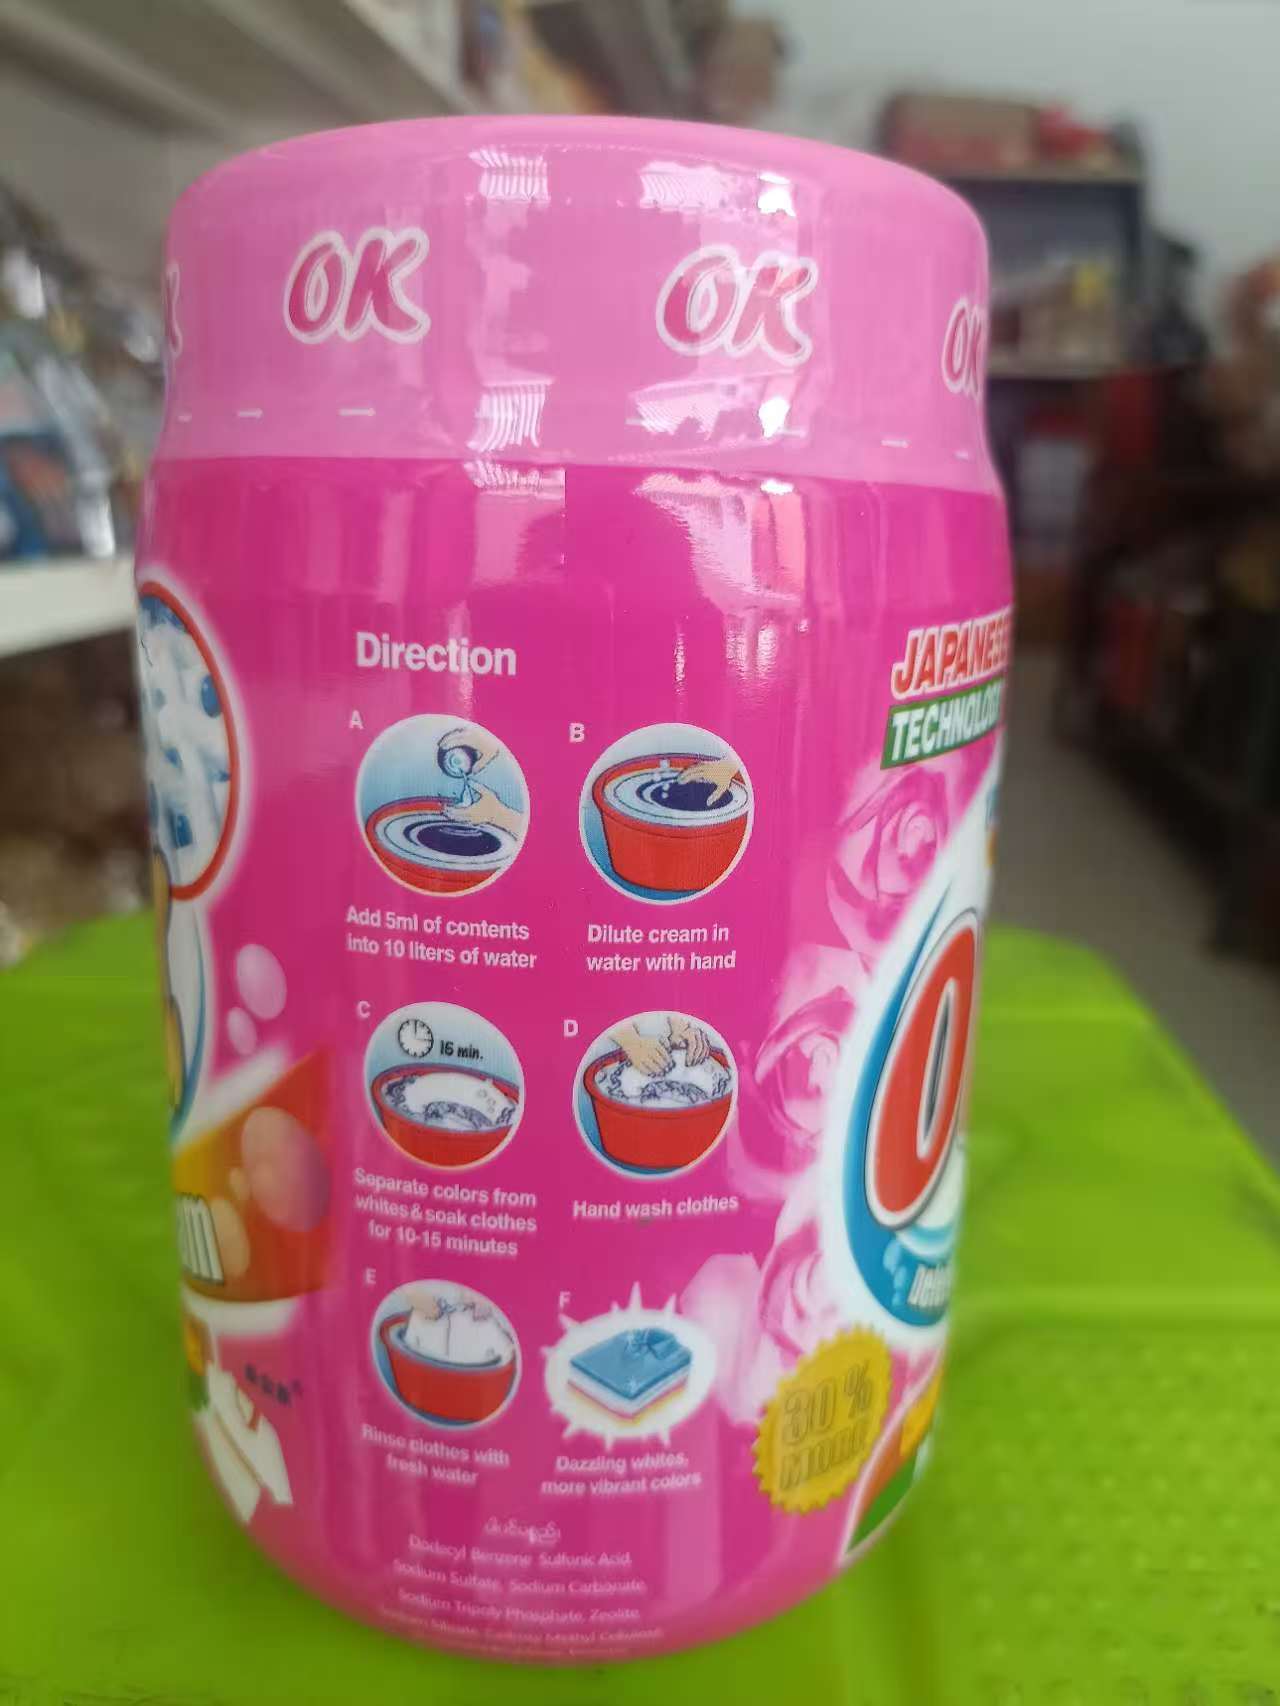 OK
OK
OK
Direction
JAPANESE
TECHNOLOGY
A
B
Add 5ml of contents
into 10 liters of water
Dilute cream in
water with hand
C
15 min.
D
Separate colors from
whites & soak clothes
for 10-15 minutes
Hand wash clothes
E
F
Rinse clothes with
fresh water
Dazzling whites,
more vibrant colors
30 %
MORE
Dodecyl Benzene Sulfonic Acid,
Sodium Sulfate, Sodium Carbonate,
Sodium Tripoly Phosphate, Zeolite,